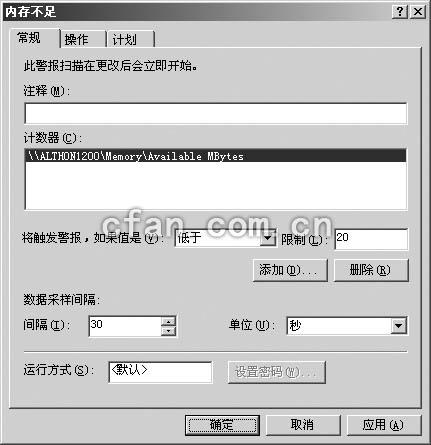 内存不足
常规 操作 计划
此警报扫描在更改后会立即开始。
注释(M):
计数器(C):
\\ALTHON1200\Memory\Available MBytes
cfan.com.cn
将触发警报,如果值是(V): 低于 限制(L): 20
添加(D)... 删除(R)
数据采样间隔:
间隔(I): 30 单位(U): 秒
运行方式(S): <默认> 设置密码(W)...
确定 取消 应用(A)